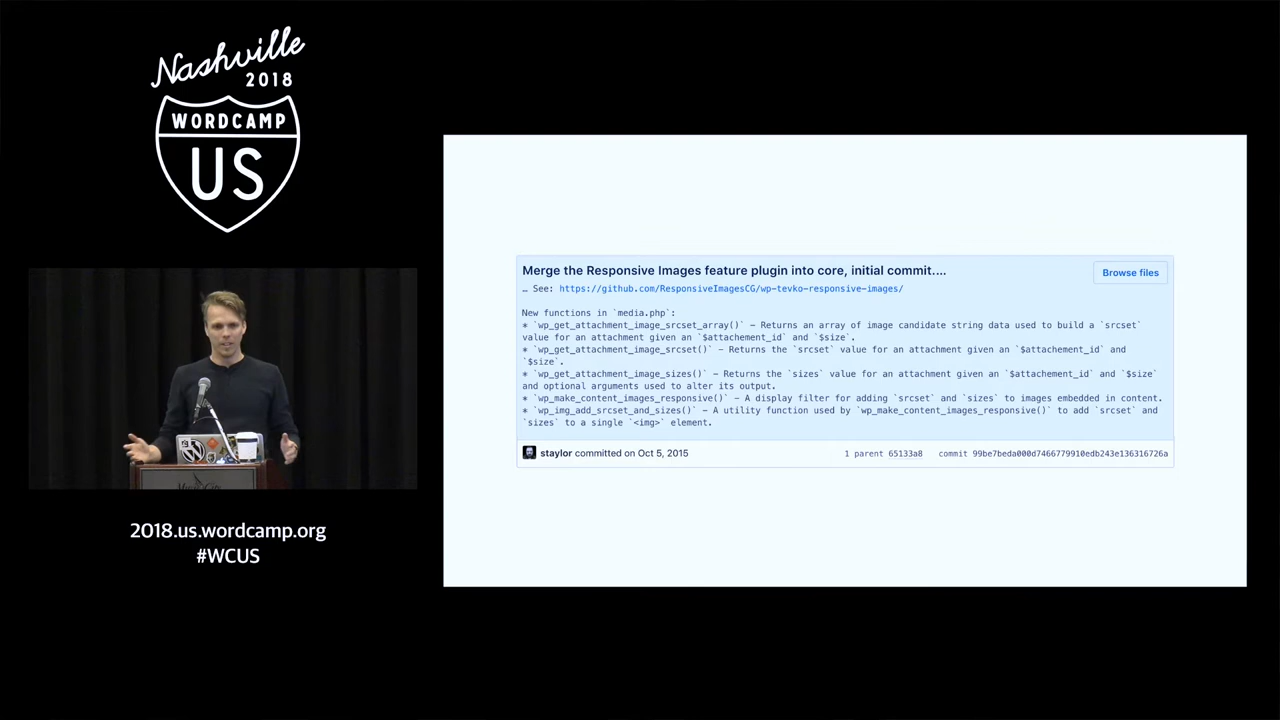 Nashville
2018
WORDCAMP
US
2018.us.wordcamp.org
#WCUS
Merge the Responsive Images feature plugin into core, initial commit....
Browse files
… See: https://github.com/ResponsiveImagesCG/wp-tevko-responsive-images/
New functions in `media.php`:
* `wp_get_attachment_image_srcset_array()` – Returns an array of image candidate string data used to build a `srcset`
value for an attachment given an `$attachement_id` and `$size`.
* `wp_get_attachment_image_srcset()` – Returns the `srcset` value for an attachment given an `$attachement_id` and
`$size`.
* `wp_get_attachment_image_sizes()` – Returns the `sizes` value for an attachment given an `$attachement_id` and `$size`
and optional arguments used to alter its output.
* `wp_make_content_images_responsive()` – A display filter for adding `srcset` and `sizes` to images embedded in content.
* `wp_img_add_srcset_and_sizes()` – A utility function used by `wp_make_content_images_responsive()` to add `srcset` and
`sizes` to a single `<img>` element.
staylor committed on Oct 5, 2015
1 parent 65133a8 commit 99be7beda000d7466779910edb243e136316726a